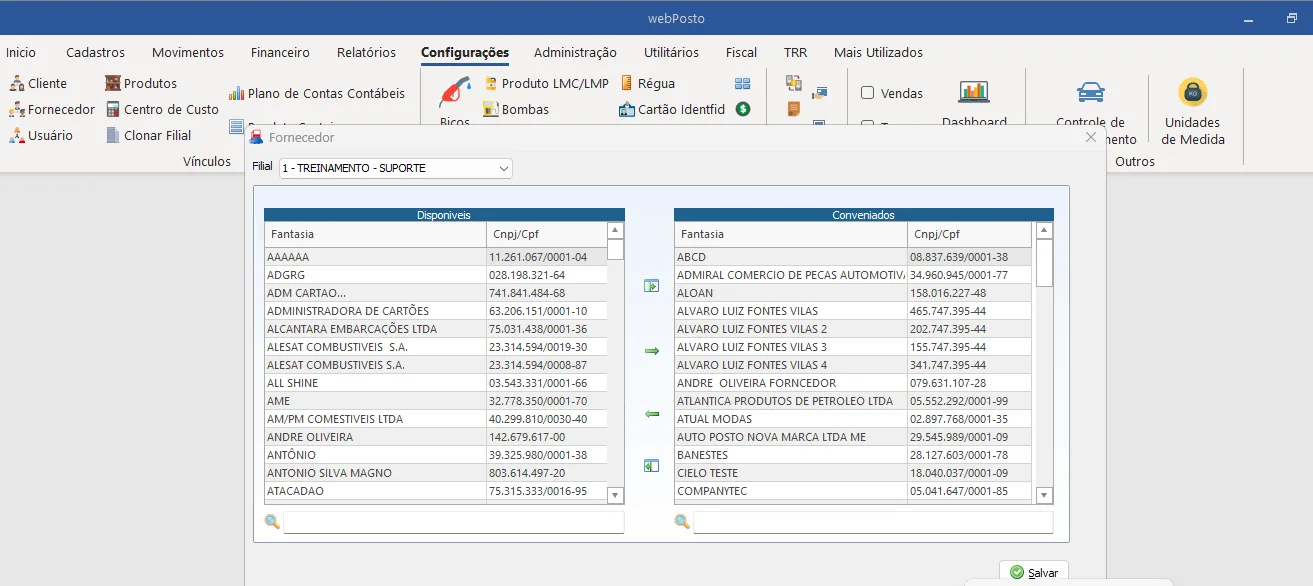 webPosto
Inicio Cadastros Movimentos Financeiro Relatórios Configurações Administração Utilitários Fiscal TRR Mais Utilizados
Cliente Produtos Plano de Contas Contábeis Produto LMC/LMP Régua Vendas
Fornecedor Centro de Custo Bombas Cartão Identfid
Bicos Dashboard Controle de Unidades
Usuário Clonar Filial de Medida
Vínculos Outros
Fornecedor
Filial 1 - TREINAMENTO - SUPORTE
Disponiveis
Fantasia Cnpj/Cpf
AAAAAA 11.261.067/0001-04
ADGRG 028.198.321-64
ADM CARTAO... 741.841.484-68
ADMINISTRADORA DE CARTÕES 63.206.151/0001-10
ALCANTARA EMBARCAÇÕES LTDA 75.031.438/0001-36
ALESAT COMBUSTIVEIS  S.A. 23.314.594/0019-30
ALESAT COMBUSTIVEIS S.A. 23.314.594/0008-87
ALL SHINE 03.543.331/0001-66
AME 32.778.350/0001-70
AM/PM COMESTIVEIS LTDA 40.299.810/0030-40
ANDRE OLIVEIRA 142.679.617-00
ANTÔNIO 39.325.980/0001-38
ANTONIO SILVA MAGNO 803.614.497-20
ATACADAO 75.315.333/0016-95
Conveniados
Fantasia Cnpj/Cpf
ABCD 08.837.639/0001-38
ADMIRAL COMERCIO DE PECAS AUTOMOTIVA 34.960.945/0001-77
ALOAN 158.016.227-48
ALVARO LUIZ FONTES VILAS 465.747.395-44
ALVARO LUIZ FONTES VILAS 2 202.747.395-44
ALVARO LUIZ FONTES VILAS 3 155.747.395-44
ALVARO LUIZ FONTES VILAS 4 341.747.395-44
ANDRE  OLIVEIRA FORNCEDOR 079.631.107-28
ATLANTICA PRODUTOS DE PETROLEO LTDA 05.552.292/0001-99
ATUAL MODAS 02.897.768/0001-35
AUTO POSTO NOVA MARCA LTDA ME 29.545.989/0001-09
BANESTES 28.127.603/0001-78
CIELO TESTE 18.040.037/0001-09
COMPANYTEC 05.041.647/0001-85
Salvar